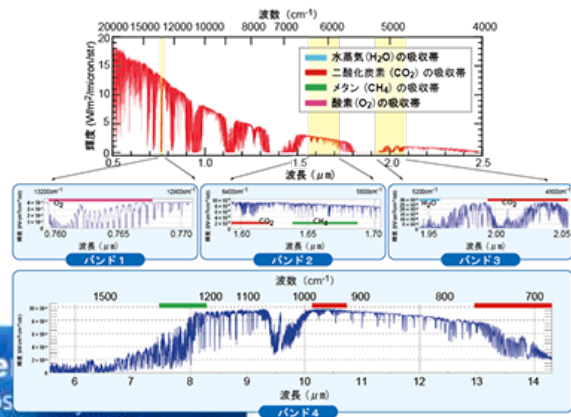 波数 (cm⁻¹)
20000 15000 12000 10000 8000 7000 6000 5000 4000
輝度 (W/m²/micron/str)
20
15
10
5
0
水蒸気(H₂O)の吸収帯
二酸化炭素(CO₂)の吸収帯
メタン(CH₄)の吸収帯
酸素(O₂)の吸収帯
0.5 1.0 1.5 2.0 2.5
波長 (μm)
13200cm⁻¹
O₂
0.760 0.765 0.770
波長 (μm)
バンド1
6400cm⁻¹
CO₂ CH₄
1.60 1.65 1.70
波長 (μm)
バンド2
5200cm⁻¹ 4900cm⁻¹
H₂O CO₂
1.95 2.00 2.05
波長 (μm)
バンド3
波数 (cm⁻¹)
1500 1200 1100 1000 900 800 700
6 7 8 9 10 11 12 13 14
波長 (μm)
バンド4